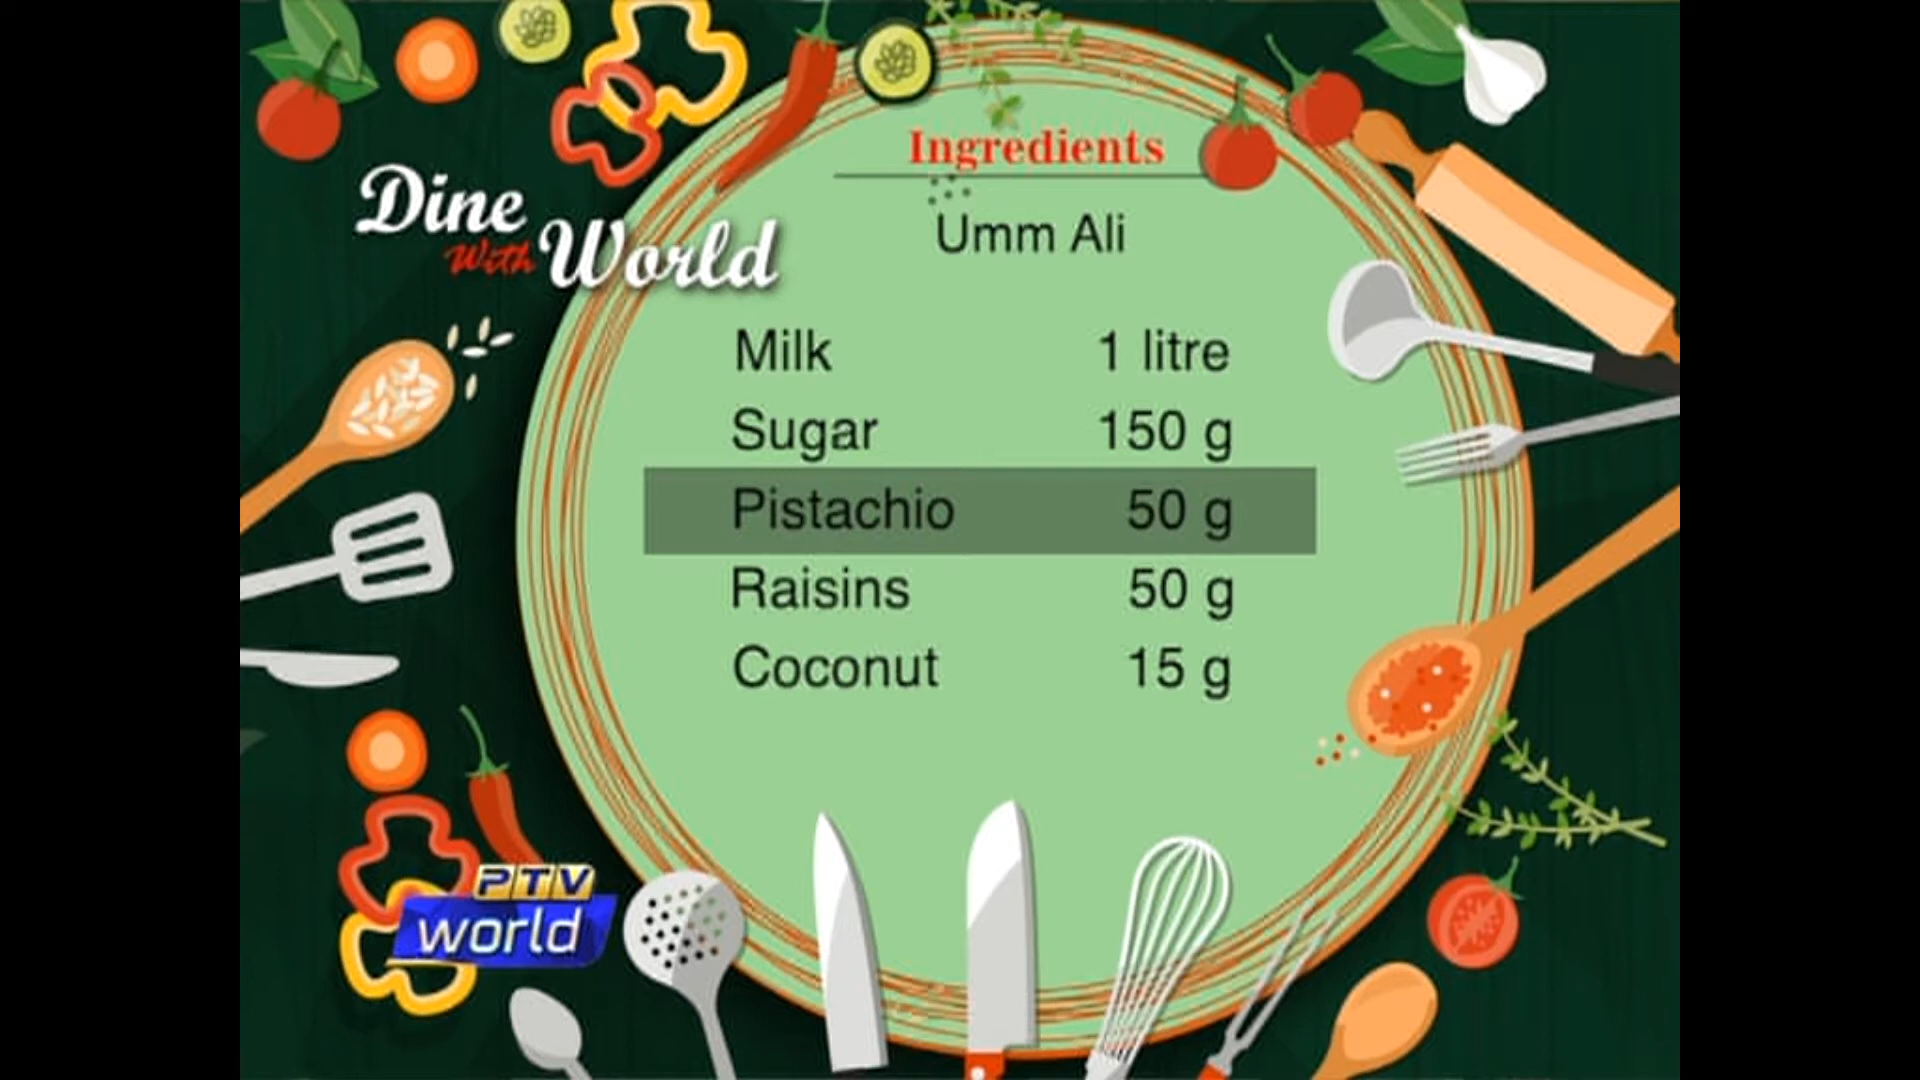 Ingredients
Dine
With World
Umm Ali
Milk 1 litre
Sugar 150 g
Pistachio 50 g
Raisins 50 g
Coconut 15 g
PTV
world